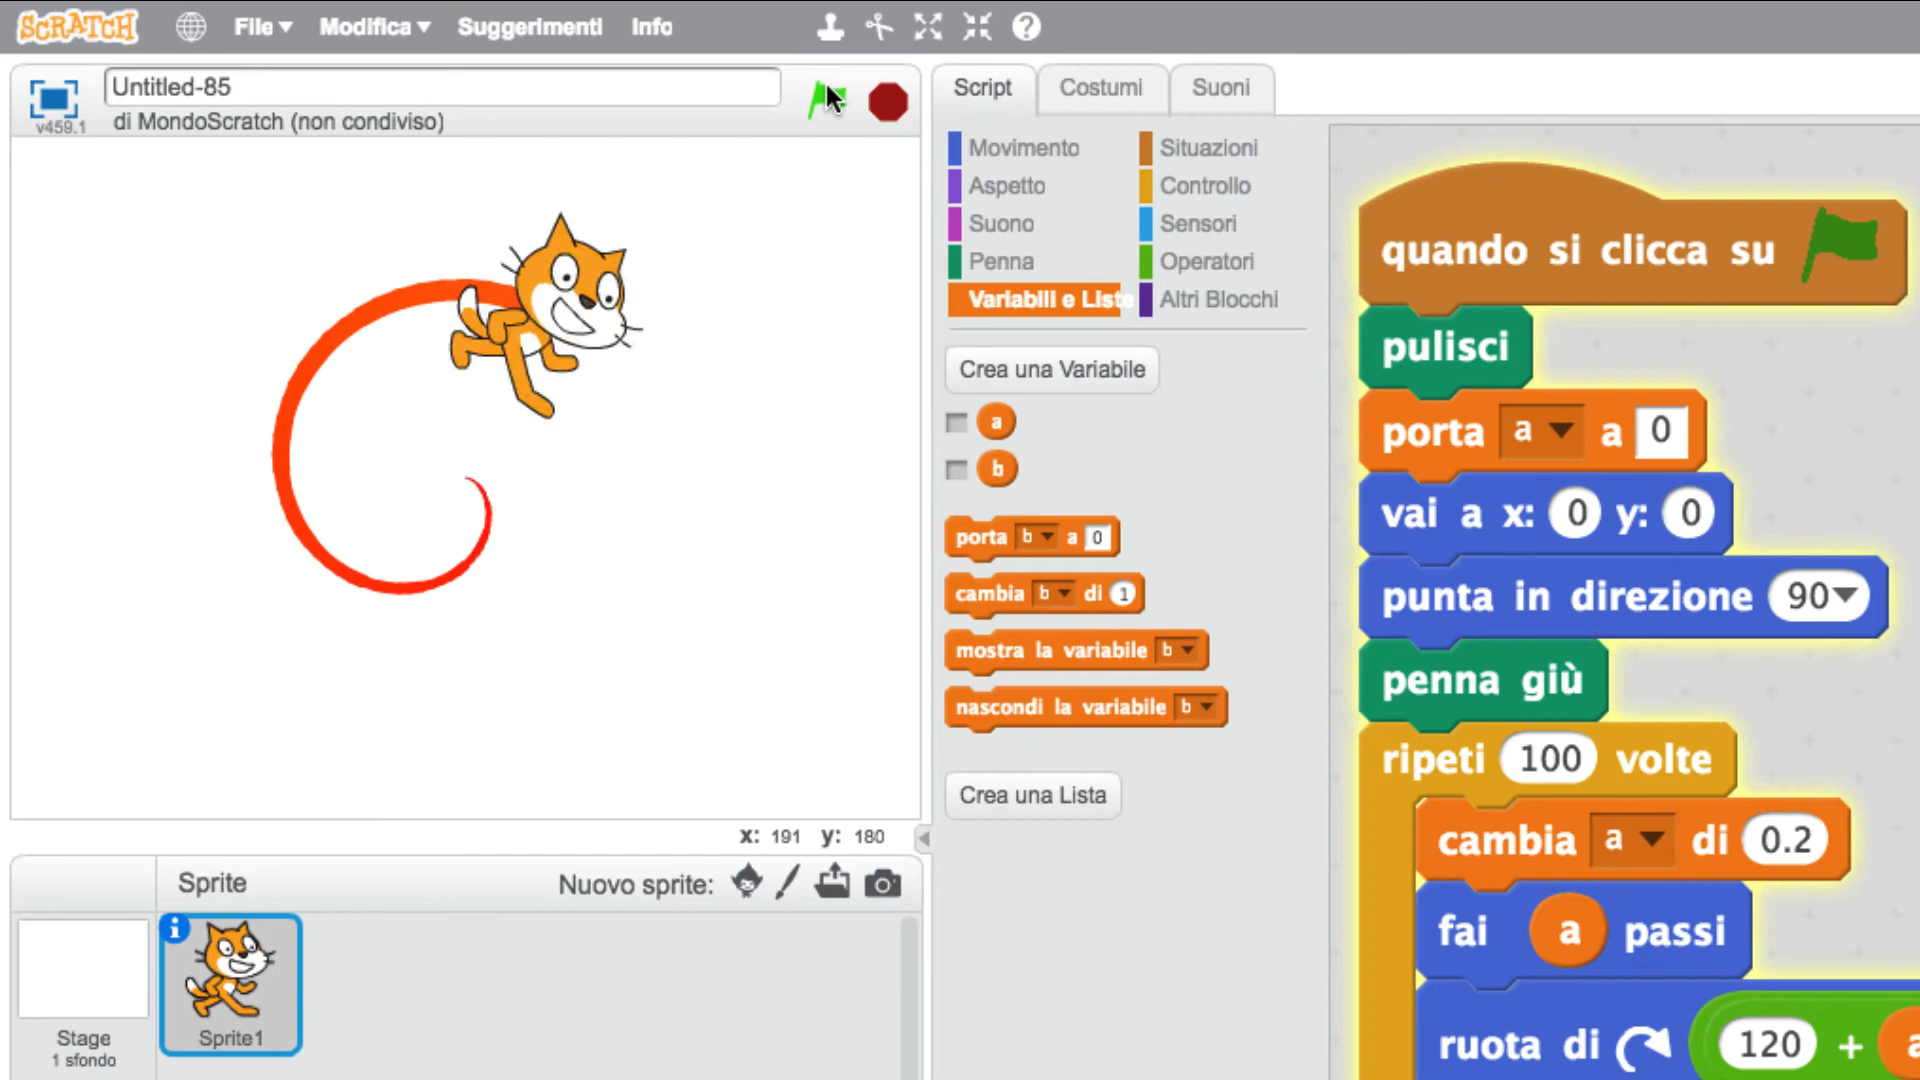 SCRATCH
File
Modifica
Suggerimenti
Info
Untitled-85
v459.1
di MondoScratch (non condiviso)
Script
Costumi
Suoni
Movimento
Situazioni
Aspetto
Controllo
Suono
Sensori
Penna
Operatori
Variabili e Liste
Altri Blocchi
Crea una Variabile
a
b
porta b a 0
cambia b di 1
mostra la variabile b
nascondi la variabile b
Crea una Lista
quando si clicca su
pulisci
porta a a 0
vai a x: 0 y: 0
punta in direzione 90
penna giù
ripeti 100 volte
cambia a di 0.2
fai a passi
ruota di 120 + a
x: 191 y: 180
Sprite
Nuovo sprite:
Stage
1 sfondo
Sprite1